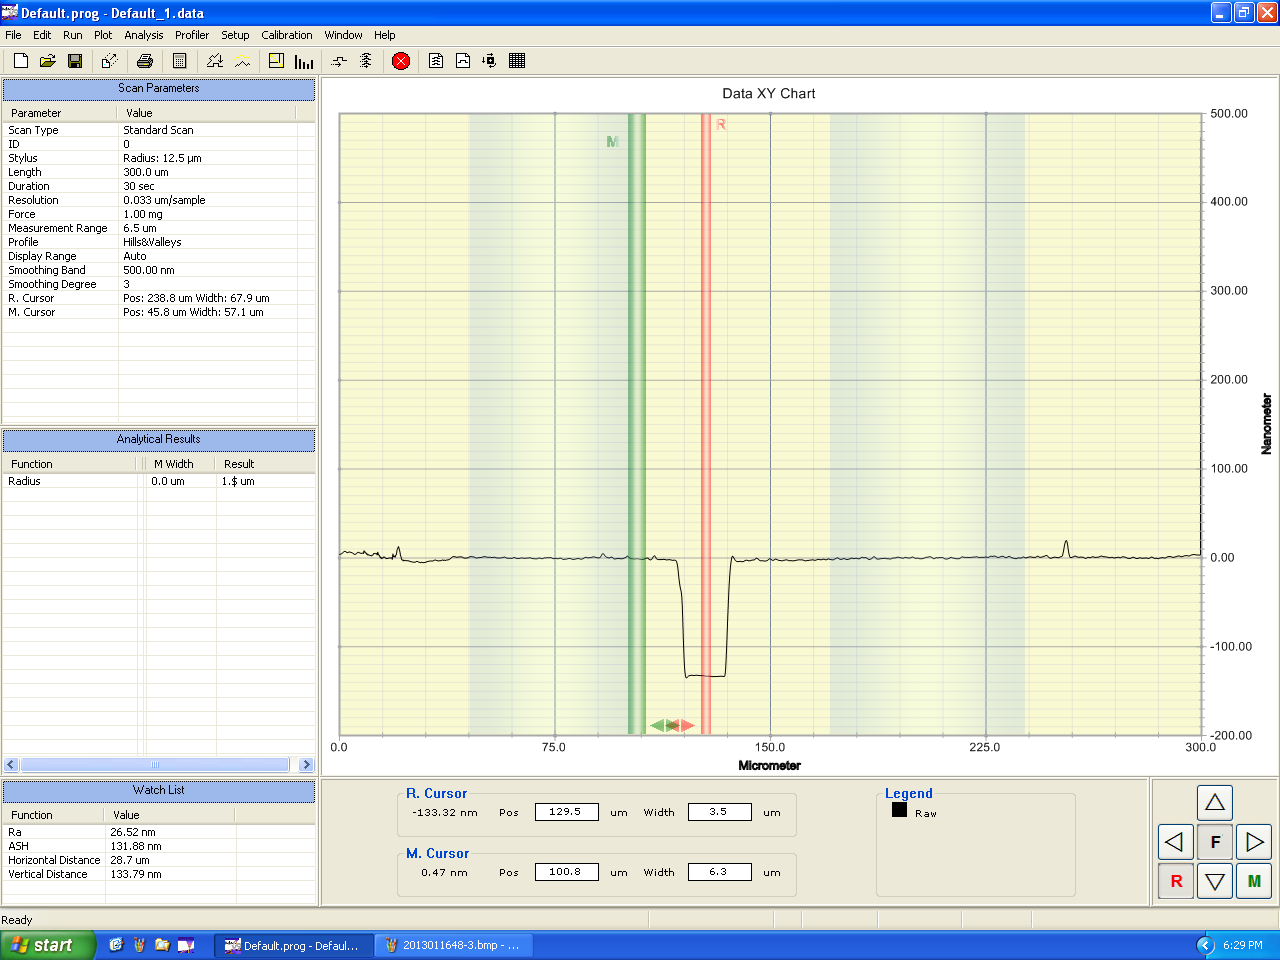 Default.prog - Default_1.data
File Edit Run Plot Analysis Profiler Setup Calibration Window Help
Scan Parameters
Parameter Value
Scan Type Standard Scan
ID 0
Stylus Radius: 12.5 µm
Length 300.0 um
Duration 30 sec
Resolution 0.033 um/sample
Force 1.00 mg
Measurement Range 6.5 um
Profile Hills&Valleys
Display Range Auto
Smoothing Band 500.00 nm
Smoothing Degree 3
R. Cursor Pos: 238.8 um Width: 67.9 um
M. Cursor Pos: 45.8 um Width: 57.1 um
Analytical Results
Function M Width Result
Radius 0.0 um 1.$ um
Watch List
Function Value
Ra 26.52 nm
ASH 131.88 nm
Horizontal Distance 28.7 um
Vertical Distance 133.79 nm
Data XY Chart
M
R
500.00
400.00
300.00
200.00
100.00
0.00
-100.00
-200.00
Nanometer
0.0 75.0 150.0 225.0 300.0
Micrometer
R. Cursor
-133.32 nm Pos 129.5 um Width 3.5 um
M. Cursor
0.47 nm Pos 100.8 um Width 6.3 um
Legend
Raw
F
R M
Ready
start Default.prog - Defaul... 2013011648-3.bmp - ... 6:29 PM